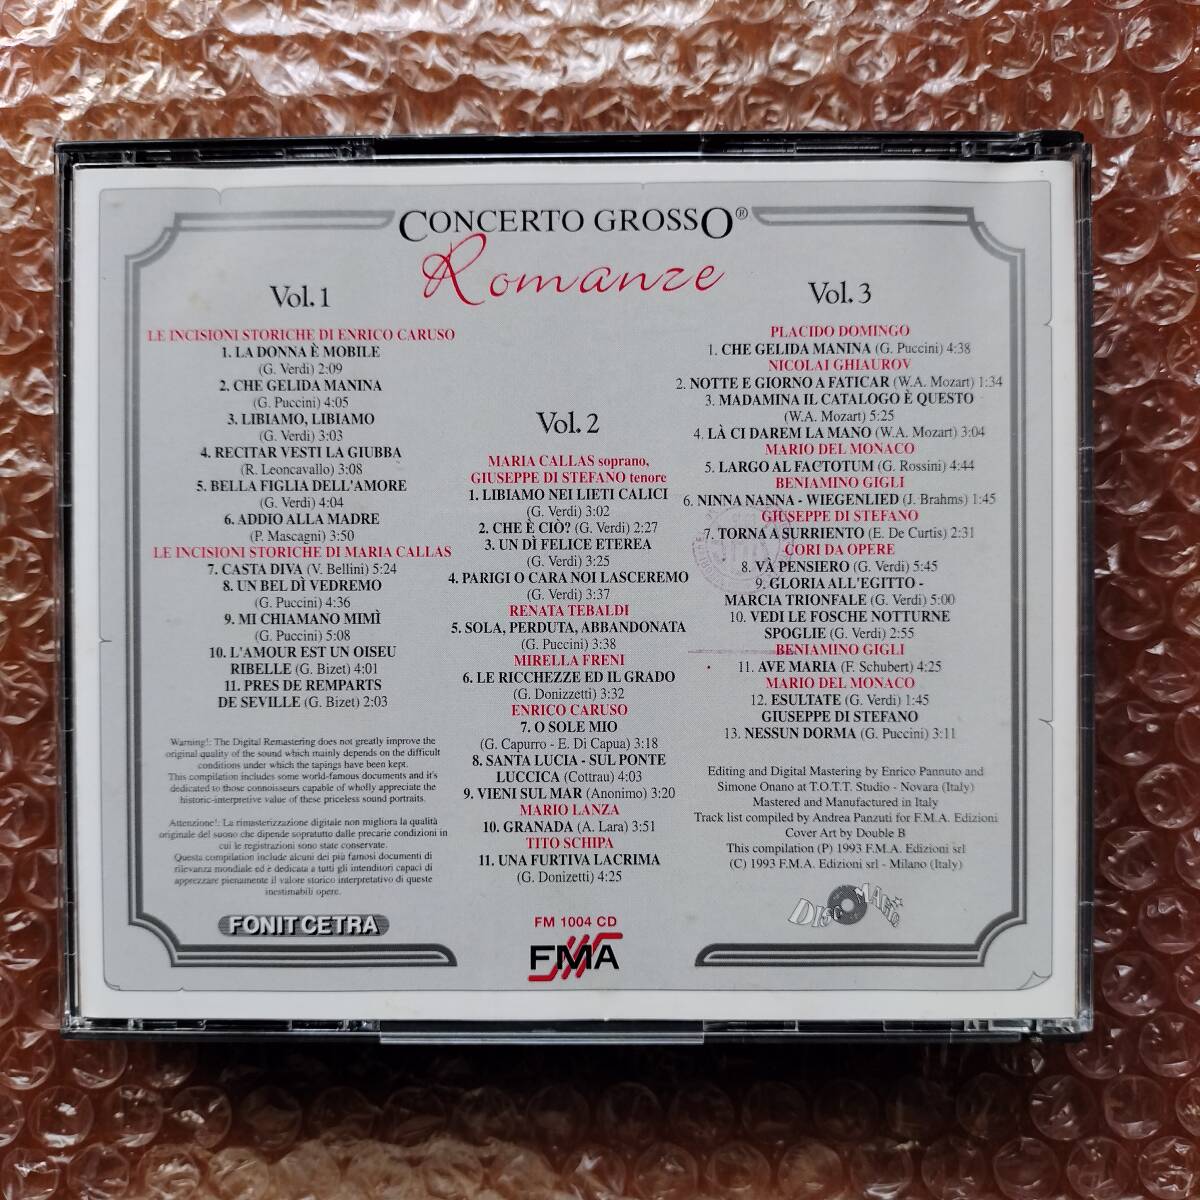 CONCERTO GROSSO®
Romanze
Vol. 1
LE INCISIONI STORICHE DI ENRICO CARUSO
1. LA DONNA È MOBILE
(G. Verdi) 2:09
2. CHE GELIDA MANINA
(G. Puccini) 4:05
3. LIBIAMO, LIBIAMO
(G. Verdi) 3:03
4. RECITAR VESTI LA GIUBBA
(R. Leoncavallo) 3:08
5. BELLA FIGLIA DELL'AMORE
(G. Verdi) 4:04
6. ADDIO ALLA MADRE
(P. Mascagni) 3:50
LE INCISIONI STORICHE DI MARIA CALLAS
7. CASTA DIVA (V. Bellini) 5:24
8. UN BEL DÌ VEDREMO
(G. Puccini) 4:36
9. MI CHIAMANO MIMÌ
(G. Puccini) 5:08
10. L'AMOUR EST UN OISEU
RIBELLE (G. Bizet) 4:01
11. PRES DE REMPARTS
DE SEVILLE (G. Bizet) 2:03
Warning!: The Digital Remastering does not greatly improve the
original quality of the sound which mainly depends on the difficult
conditions under which the tapings have been kept.
This compilation includes some world-famous documents and it's
dedicated to those connoisseurs capable of wholly appreciate the
historic-interpretive value of these priceless sound portraits.
Attenzione!: La rimasterizzazione digitale non migliora la qualità
originale del suono che dipende sopratutto dalle precarie condizioni in
cui le registrazioni sono state conservate.
Questa compilation include alcuni dei più famosi documenti di
rilevanza mondiale ed è dedicata a tutti gli intenditori capaci di
apprezzare pienamente il valore storico interpretativo di queste
inestimabili opere.
FONIT CETRA
Vol. 2
MARIA CALLAS soprano,
GIUSEPPE DI STEFANO tenore
1. LIBIAMO NEI LIETI CALICI
(G. Verdi) 3:02
2. CHE È CIÒ? (G. Verdi) 2:27
3. UN DÌ FELICE ETEREA
(G. Verdi) 3:25
4. PARIGI O CARA NOI LASCEREMO
(G. Verdi) 3:37
RENATA TEBALDI
5. SOLA, PERDUTA, ABBANDONATA
(G. Puccini) 3:38
MIRELLA FRENI
6. LE RICCHEZZE ED IL GRADO
(G. Donizzetti) 3:32
ENRICO CARUSO
7. O SOLE MIO
(G. Capurro - E. Di Capua) 3:18
8. SANTA LUCIA - SUL PONTE
LUCCICA (Cottrau) 4:03
9. VIENI SUL MAR (Anonimo) 3:20
MARIO LANZA
10. GRANADA (A. Lara) 3:51
TITO SCHIPA
11. UNA FURTIVA LACRIMA
(G. Donizetti) 4:25
FM 1004 CD
FMA
Vol. 3
PLACIDO DOMINGO
1. CHE GELIDA MANINA (G. Puccini) 4:38
NICOLAI GHIAUROV
2. NOTTE E GIORNO A FATICAR (W.A. Mozart) 1:34
3. MADAMINA IL CATALOGO È QUESTO
(W.A. Mozart) 5:25
4. LÀ CI DAREM LA MANO (W.A. Mozart) 3:04
MARIO DEL MONACO
5. LARGO AL FACTOTUM (G. Rossini) 4:44
BENIAMINO GIGLI
6. NINNA NANNA - WIEGENLIED (J. Brahms) 1:45
GIUSEPPE DI STEFANO
7. TORNA A SURRIENTO (E. De Curtis) 2:31
CORI DA OPERE
8. VÀ PENSIERO (G. Verdi) 5:45
9. GLORIA ALL'EGITTO -
MARCIA TRIONFALE (G. Verdi) 5:00
10. VEDI LE FOSCHE NOTTURNE
SPOGLIE (G. Verdi) 2:55
BENIAMINO GIGLI
11. AVE MARIA (F. Schubert) 4:25
MARIO DEL MONACO
12. ESULTATE (G. Verdi) 1:45
GIUSEPPE DI STEFANO
13. NESSUN DORMA (G. Puccini) 3:11
Editing and Digital Mastering by Enrico Pannuto and
Simone Onano at T.O.T.T. Studio - Novara (Italy)
Mastered and Manufactured in Italy
Track list compiled by Andrea Panzuti for F.M.A. Edizioni
Cover Art by Double B
This compilation (P) 1993 F.M.A. Edizioni srl
(C) 1993 F.M.A. Edizioni srl - Milano (Italy)
DISCO MAGIC